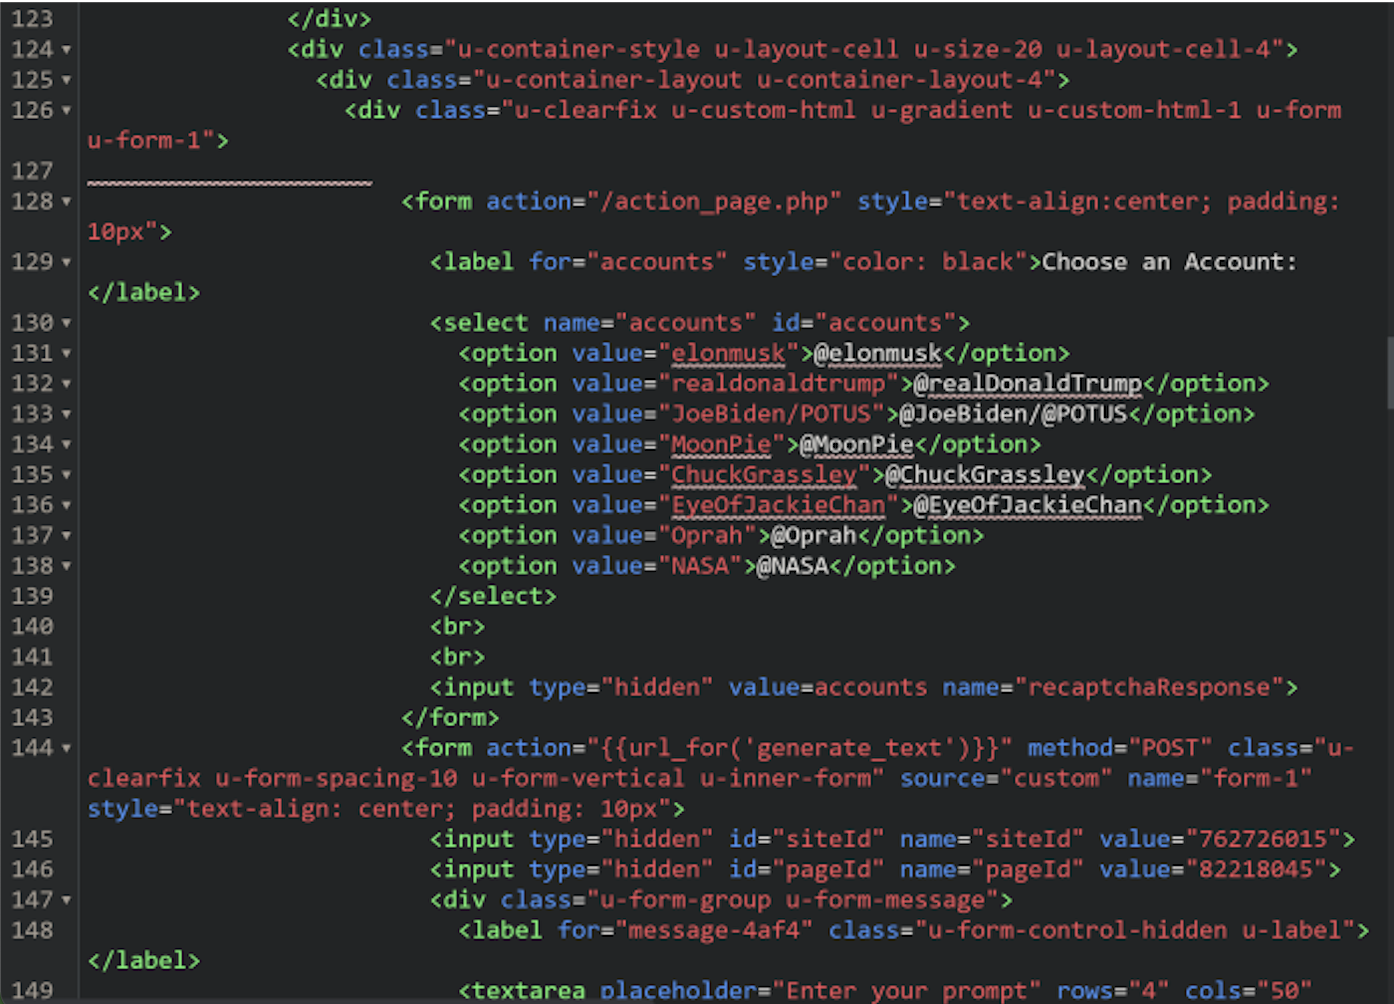 123 </div>
124 <div class="u-container-style u-layout-cell u-size-20 u-layout-cell-4">
125 <div class="u-container-layout u-container-layout-4">
126 <div class="u-clearfix u-custom-html u-gradient u-custom-html-1 u-form
u-form-1">
127
128 <form action="/action_page.php" style="text-align:center; padding:
10px">
129 <label for="accounts" style="color: black">Choose an Account:
</label>
130 <select name="accounts" id="accounts">
131 <option value="elonmusk">@elonmusk</option>
132 <option value="realdonaldtrump">@realDonaldTrump</option>
133 <option value="JoeBiden/POTUS">@JoeBiden/@POTUS</option>
134 <option value="MoonPie">@MoonPie</option>
135 <option value="ChuckGrassley">@ChuckGrassley</option>
136 <option value="EyeOfJackieChan">@EyeOfJackieChan</option>
137 <option value="Oprah">@Oprah</option>
138 <option value="NASA">@NASA</option>
139 </select>
140 <br>
141 <br>
142 <input type="hidden" value=accounts name="recaptchaResponse">
143 </form>
144 <form action="{{url_for('generate_text')}}" method="POST" class="u-
clearfix u-form-spacing-10 u-form-vertical u-inner-form" source="custom" name="form-1"
style="text-align: center; padding: 10px">
145 <input type="hidden" id="siteId" name="siteId" value="762726015">
146 <input type="hidden" id="pageId" name="pageId" value="82218045">
147 <div class="u-form-group u-form-message">
148 <label for="message-4af4" class="u-form-control-hidden u-label">
</label>
149 <textarea placeholder="Enter your prompt" rows="4" cols="50"